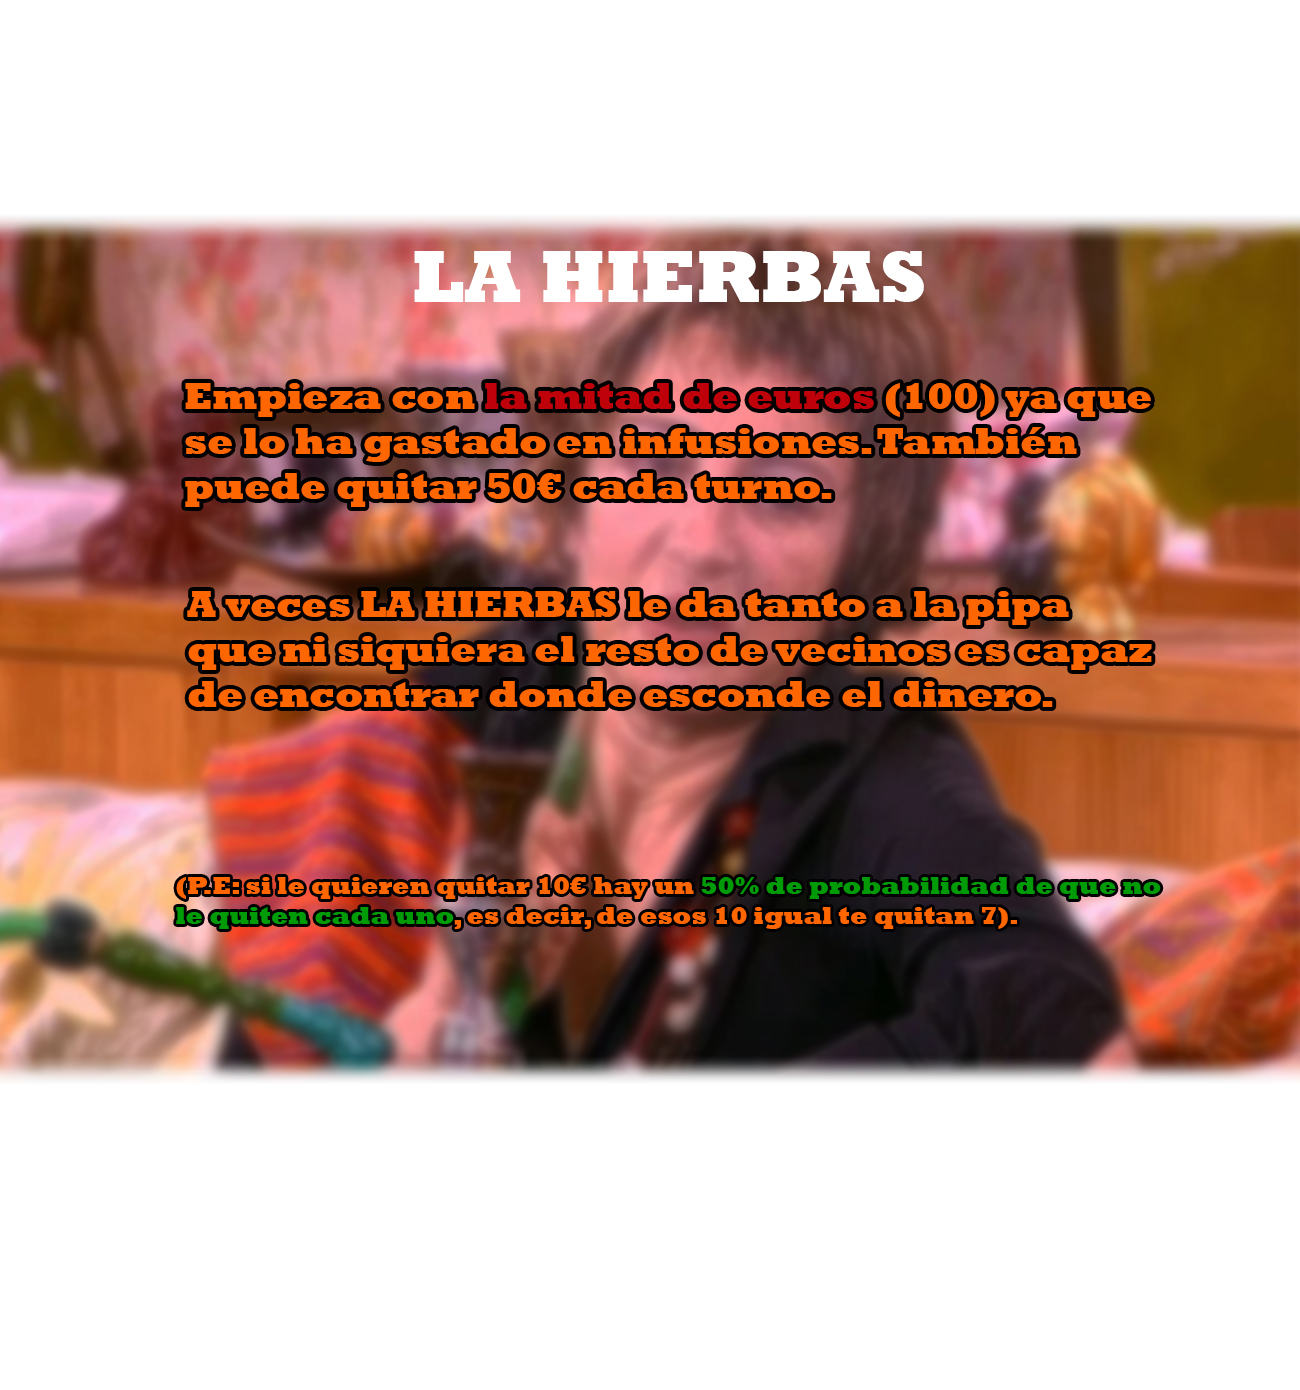 LA HIERBAS
Empieza con la mitad de euros (100) ya que
se lo ha gastado en infusiones. También
puede quitar 50€ cada turno.
A veces LA HIERBAS le da tanto a la pipa
que ni siquiera el resto de vecinos es capaz
de encontrar donde esconde el dinero.
(P.E: si le quieren quitar 10€ hay un 50% de probabilidad de que no
le quiten cada uno, es decir, de esos 10 igual te quitan 7).